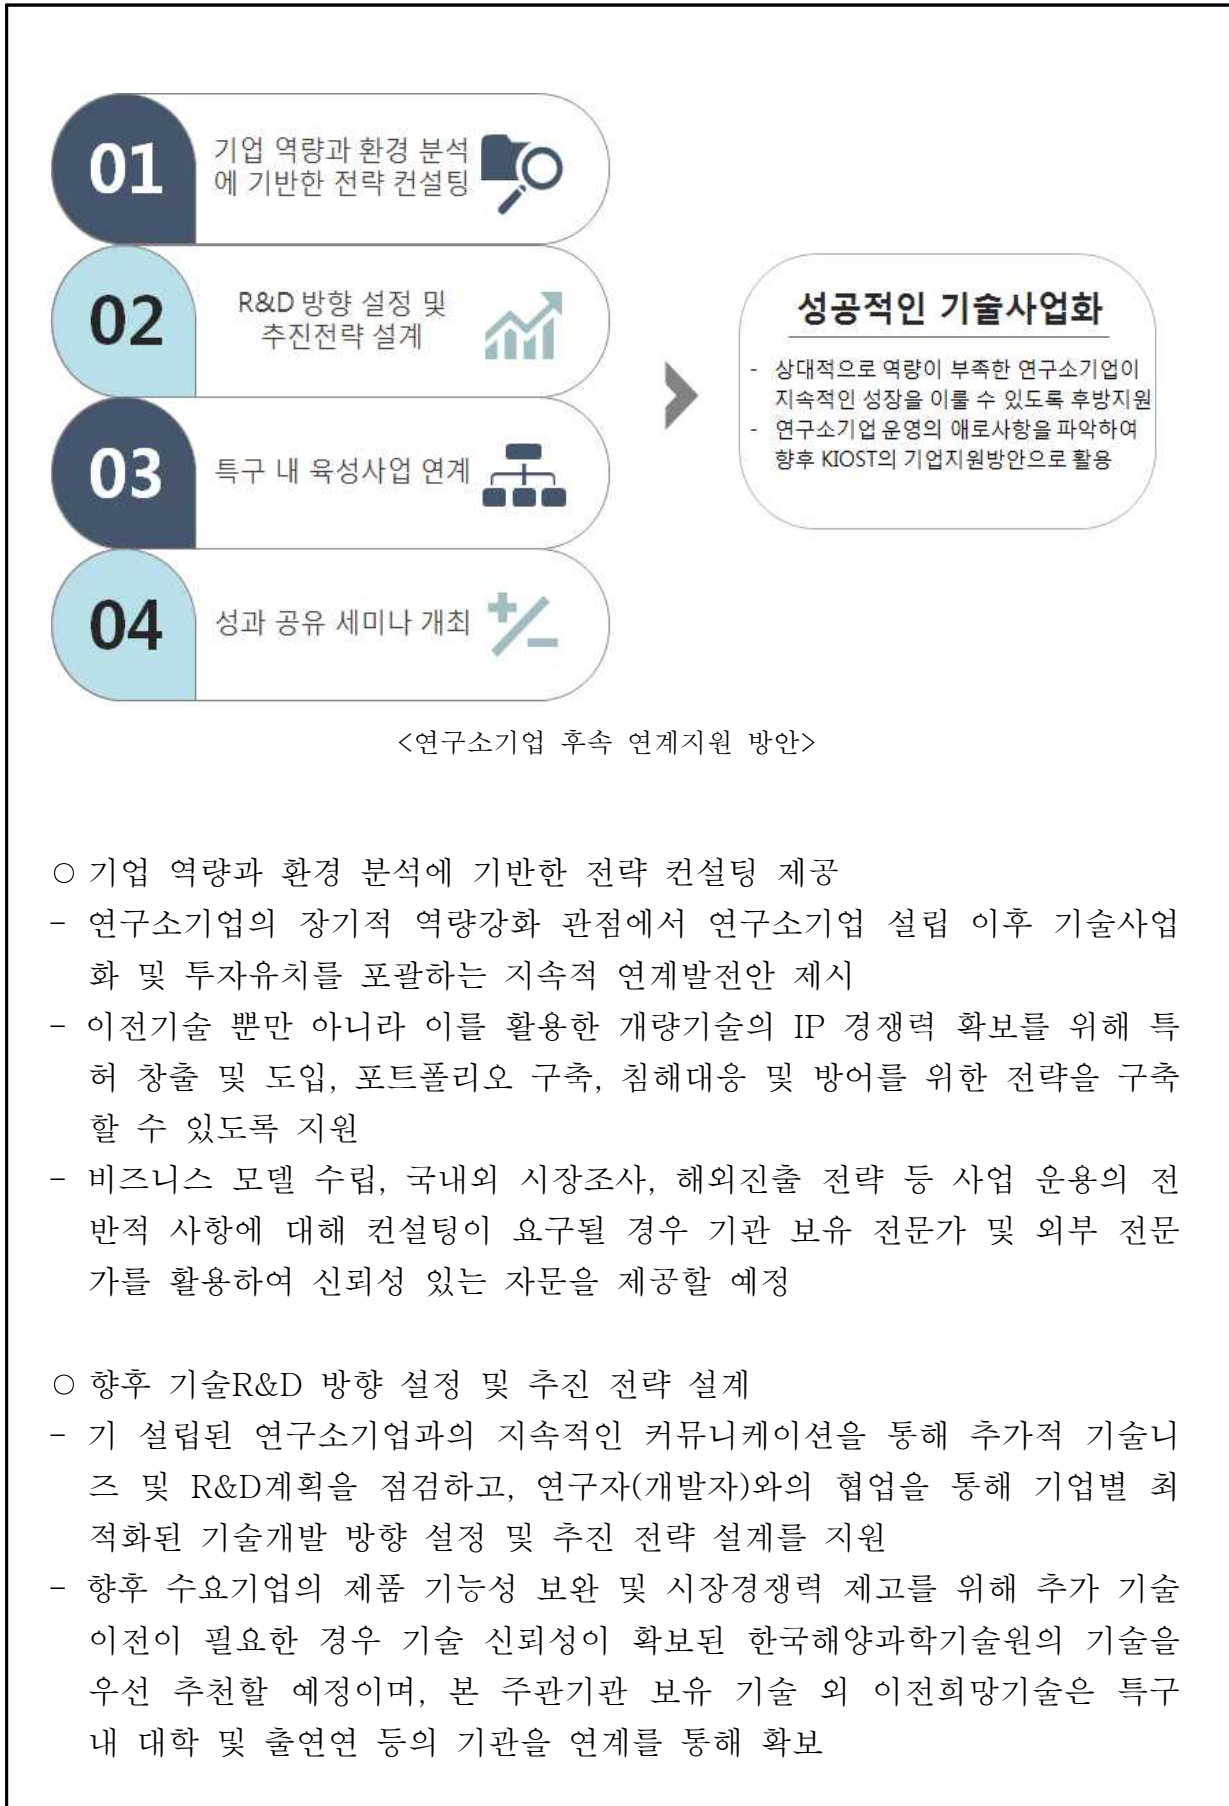 01
기업 역량과 환경 분석
에 기반한 전략 컨설팅
02
R&D 방향 설정 및
추진전략 설계
03
특구 내 육성사업 연계
04
성과 공유 세미나 개최
성공적인 기술사업화
- 상대적으로 역량이 부족한 연구소기업이
지속적인 성장을 이룰 수 있도록 후방지원
- 연구소기업 운영의 애로사항을 파악하여
향후 KIOST의 기업지원방안으로 활용
<연구소기업 후속 연계지원 방안>
○ 기업 역량과 환경 분석에 기반한 전략 컨설팅 제공
- 연구소기업의 장기적 역량강화 관점에서 연구소기업 설립 이후 기술사업
화 및 투자유치를 포괄하는 지속적 연계발전안 제시
- 이전기술 뿐만 아니라 이를 활용한 개량기술의 IP 경쟁력 확보를 위해 특
허 창출 및 도입, 포트폴리오 구축, 침해대응 및 방어를 위한 전략을 구축
할 수 있도록 지원
- 비즈니스 모델 수립, 국내외 시장조사, 해외진출 전략 등 사업 운용의 전
반적 사항에 대해 컨설팅이 요구될 경우 기관 보유 전문가 및 외부 전문
가를 활용하여 신뢰성 있는 자문을 제공할 예정
○ 향후 기술R&D 방향 설정 및 추진 전략 설계
- 기 설립된 연구소기업과의 지속적인 커뮤니케이션을 통해 추가적 기술니
즈 및 R&D계획을 점검하고, 연구자(개발자)와의 협업을 통해 기업별 최
적화된 기술개발 방향 설정 및 추진 전략 설계를 지원
- 향후 수요기업의 제품 기능성 보완 및 시장경쟁력 제고를 위해 추가 기술
이전이 필요한 경우 기술 신뢰성이 확보된 한국해양과학기술원의 기술을
우선 추천할 예정이며, 본 주관기관 보유 기술 외 이전희망기술은 특구
내 대학 및 출연연 등의 기관을 연계를 통해 확보